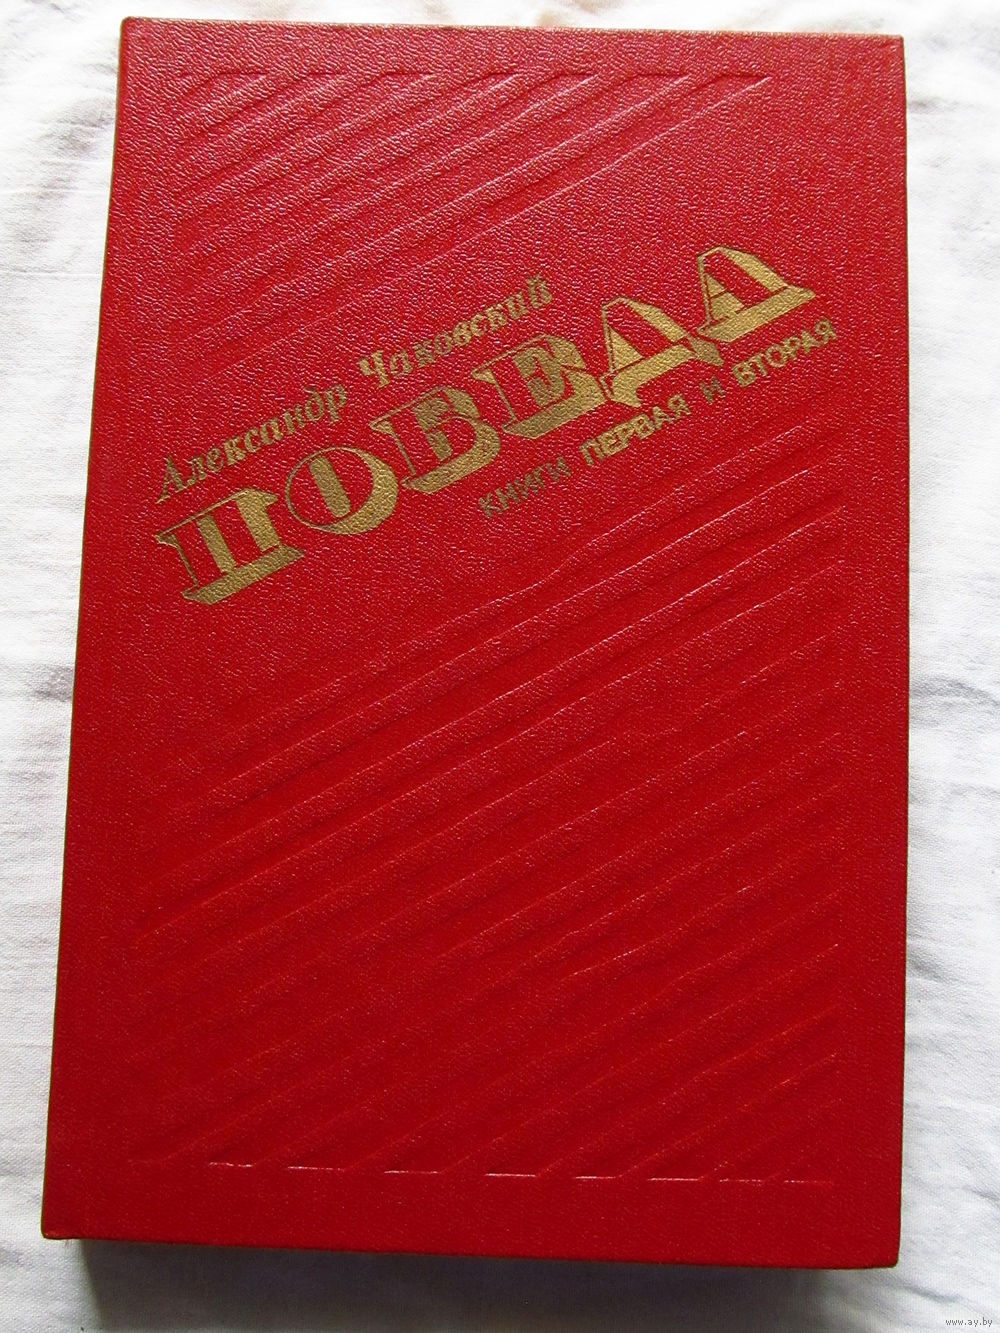 Александр Чаковский
ПОБЕДА
КНИГИ ПЕРВАЯ И ВТОРАЯ
www.ay.by